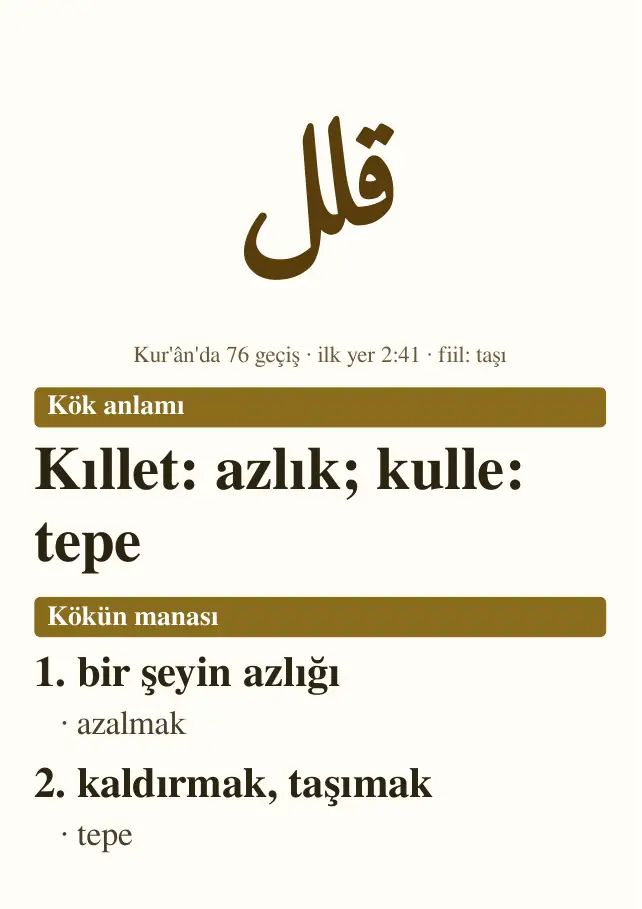 قلل
Kur'ân'da 76 geçiş · ilk yer 2:41 · fiil: taşı
Kök anlamı
Kıllet: azlık; kulle:
tepe
Kökün manası
1. bir şeyin azlığı
· azalmak
2. kaldırmak, taşımak
· tepe